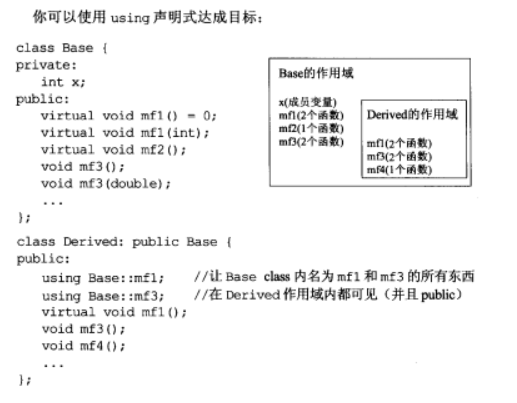 你可以使用 using 声明式达成目标：
class Base {
private:
    int x;
public:
    virtual void mf1() = 0;
    virtual void mf1(int);
    virtual void mf2();
    void mf3();
    void mf3(double);
    ...
};
Base的作用域
x(成员变量)
mf1(2个函数)
mf2(1个函数)
mf3(2个函数)
Derived的作用域
mf1(2个函数)
mf3(2个函数)
mf4(1个函数)
class Derived: public Base {
public:
    using Base::mf1;    //让 Base class 内名为 mf1 和 mf3 的所有东西
    using Base::mf3;    //在 Derived 作用域内都可见（并且 public）
    virtual void mf1();
    void mf3();
    void mf4();
    ...
};